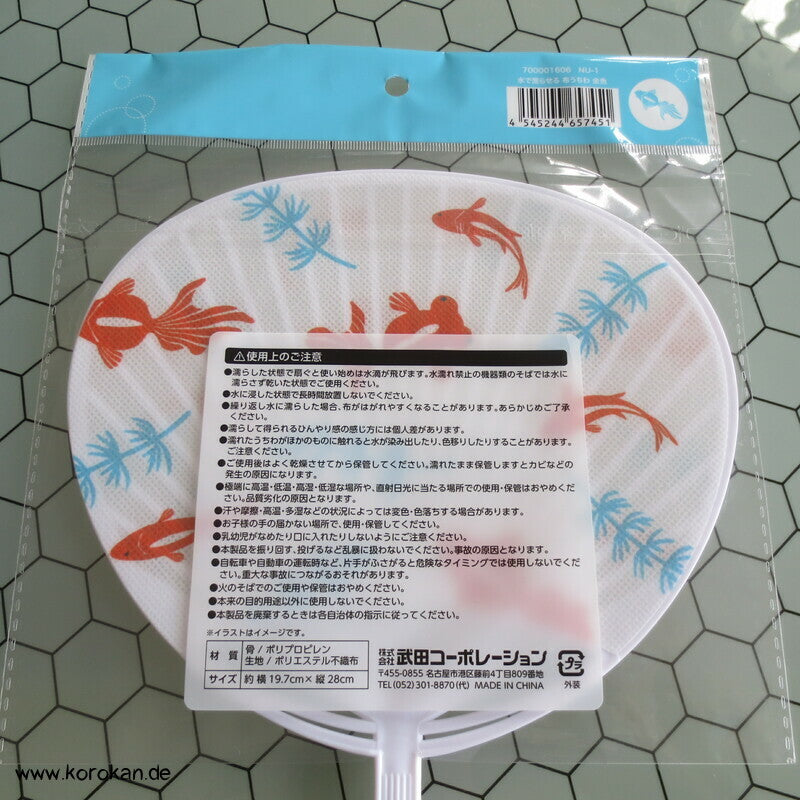 700001606 NU-1
水で濡らせる 布うちわ 金魚
4 545244 657451
⚠使用上のご注意
●濡らした状態で扇ぐと使い始めは水滴が飛びます。水濡れ禁止の機器類のそばでは水に
濡らさず乾いた状態でご使用ください。
●水に浸した状態で長時間放置しないでください。
●繰り返し水に濡らした場合、布がはがれやすくなることがあります。あらかじめご了承
ください。
●濡らして得られるひんやり感の感じ方には個人差があります。
●濡れたうちわがほかのものに触れると水が染み出したり、色移りしたりすることがあります。
ご注意ください。
●ご使用後はよく乾燥させてから保管してください。濡れたまま保管しますとカビなどの
発生の原因になります。
●極端に高温・低温・高湿・低湿な場所や、直射日光に当たる場所での使用・保管はおやめくだ
さい。品質劣化の原因となります。
●汗や摩擦・高温・多湿などの状況によっては変色・色落ちする場合があります。
●お子様の手の届かない場所で、使用・保管してください。
●乳幼児がなめたり口に入れたりしないようにご注意ください。
●本製品を振り回す、投げるなど乱暴に扱わないでください。事故の原因となります。
●自転車や自動車の運転時など、片手がふさがると危険なタイミングでは使用しないでくださ
い。重大な事故につながるおそれがあります。
●火のそばでのご使用や保管はおやめください。
●本来の目的用途以外に使用しないでください。
●本製品を廃棄するときは各自治体の指示に従ってください。
※イラストはイメージです。
材質 骨/ポリプロピレン
生地/ポリエステル不織布
サイズ 約 横 19.7cm× 縦 28cm
株式会社 武田コーポレーション
〒455-0855 名古屋市港区藤前4丁目809番地
TEL(052)301-8870(代) MADE IN CHINA
プラ
外装
www.korokan.de